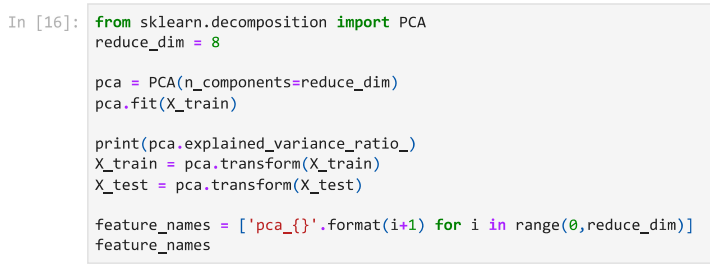 In [16]:
from sklearn.decomposition import PCA
reduce_dim = 8
pca = PCA(n_components=reduce_dim)
pca.fit(X_train)
print(pca.explained_variance_ratio_)
X_train = pca.transform(X_train)
X_test = pca.transform(X_test)
feature_names = ['pca_{}'.format(i+1) for i in range(0,reduce_dim)]
feature_names